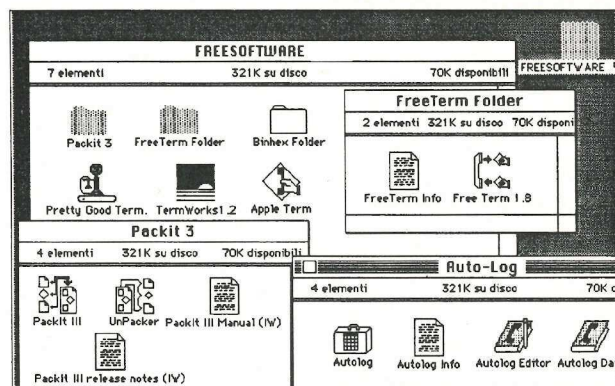 FREESOFTWARE
7 elementi 321K su disco 70K disponibili
Packit 3 FreeTerm Folder Binhex Folder
Pretty Good Term. TermWorks1.2 Apple Term
FREESOFTWARE
FreeTerm Folder
2 elementi 321K su disco 70K disponi
FreeTerm Info Free Term 1.8
Packit 3
4 elementi 321K su disco 70K disponibili
PackIt III UnPacker PackIt III Manual (IW)
PackIt III release notes (IW)
Auto-Log
4 elementi 321K su disco 70K
Autolog Autolog Info Autolog Editor Autolog Da